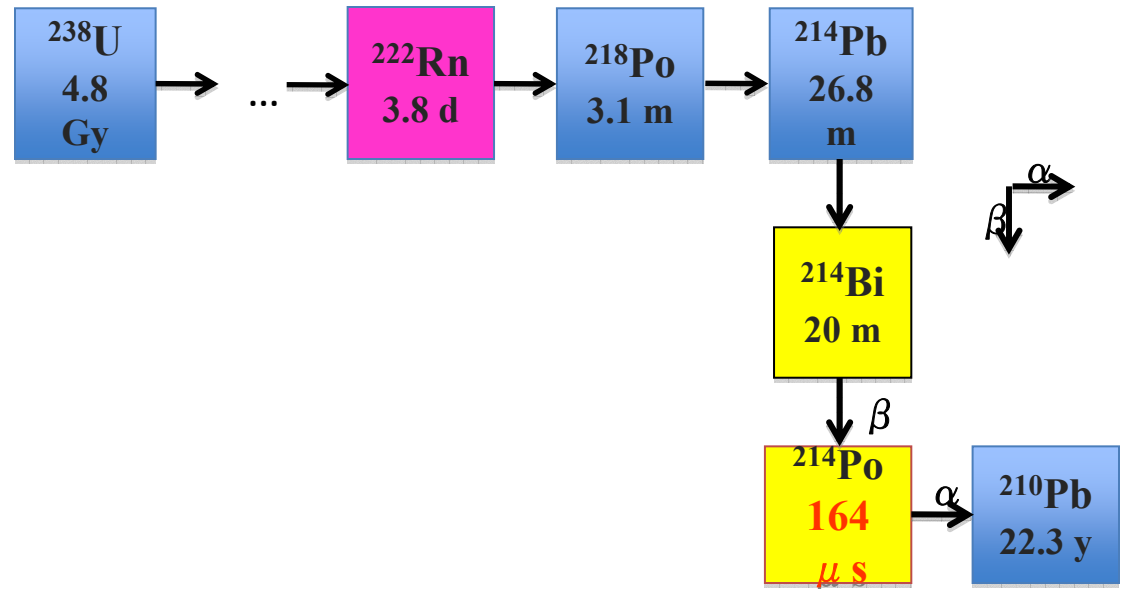 ²³⁸U
4.8
Gy
...
²²²Rn
3.8 d
²¹⁸Po
3.1 m
²¹⁴Pb
26.8
m
α
β
²¹⁴Bi
20 m
β
²¹⁴Po
164
μ s
α
²¹⁰Pb
22.3 y